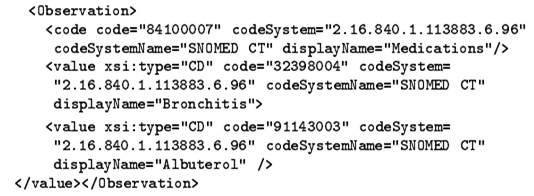 <Observation>
<code code="84100007" codeSystem="2.16.840.1.113883.6.96"
codeSystemName="SNOMED CT" displayName="Medications"/>
<value xsi:type="CD" code="32398004" codeSystem=
"2.16.840.1.113883.6.96" codeSystemName="SNOMED CT"
displayName="Bronchitis">
<value xsi:type="CD" code="91143003" codeSystem=
"2.16.840.1.113883.6.96" codeSystemName="SNOMED CT"
displayName="Albuterol" />
</value></Observation>